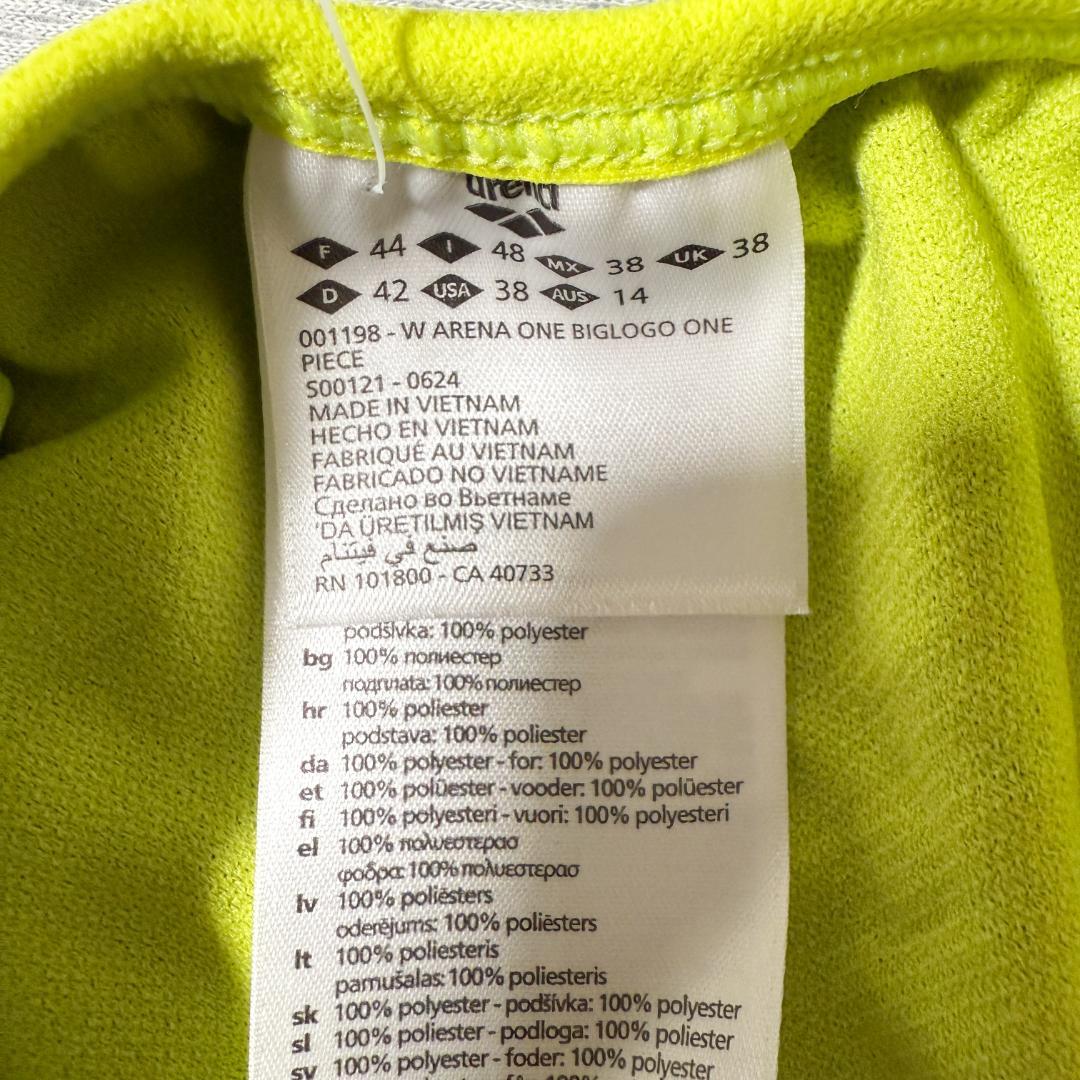 arena
F 44 I 48 MX 38 UK 38
D 42 USA 38 AUS 14
001198 - W ARENA ONE BIGLOGO ONE
PIECE
S00121 - 0624
MADE IN VIETNAM
HECHO EN VIETNAM
FABRIQUÉ AU VIETNAM
FABRICADO NO VIETNAME
Сделано во Вьетнаме
'DA ÜRETILMIŞ VIETNAM
صنع في فيتنام
RN 101800 - CA 40733
podšívka: 100% polyester
bg 100% полиестер
подплата: 100% полиестер
hr 100% poliester
podstava: 100% poliester
da 100% polyester - for: 100% polyester
et 100% polüester - vooder: 100% polüester
fi 100% polyesteri - vuori: 100% polyesteri
el 100% πολυεστερασ
φοδρα: 100% πολυεστερασ
lv 100% poliēsters
oderējums: 100% poliēsters
lt 100% poliesteris
pamušalas: 100% poliesteris
sk 100% polyester - podšívka: 100% polyester
sl 100% poliester - podloga: 100% poliester
sv 100% polyester - foder: 100% polyester